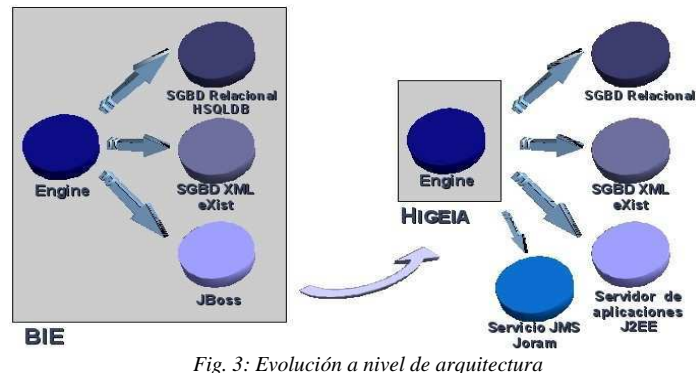 SGBD Relacional
HSQLDB
Engine
SGBD XML
eXist
JBoss
BIE
SGBD Relacional
Engine
HIGEIA
SGBD XML
eXist
Servicio JMS
Joram
Servidor de
aplicaciones
J2EE
Fig. 3: Evolución a nivel de arquitectura